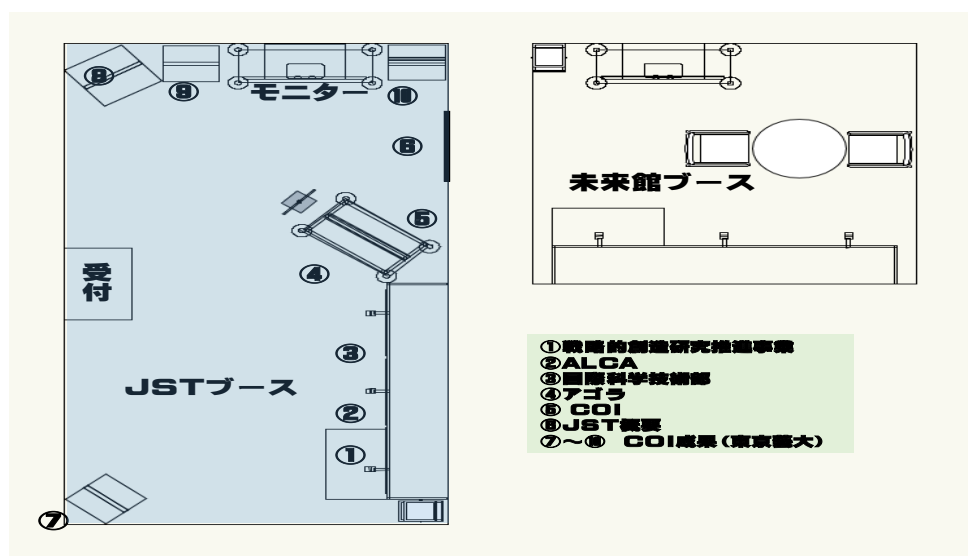 ⑧
⑨
モニター
⑩
⑥
⑤
④
受
付
③
JSTブース
②
①
⑦
未来館ブース
①戦略的創造研究推進事業
②ALCA
③国際科学技術部
④アゴラ
⑤ COI
⑥JST概要
⑦～⑩ COI成果(東京藝大)